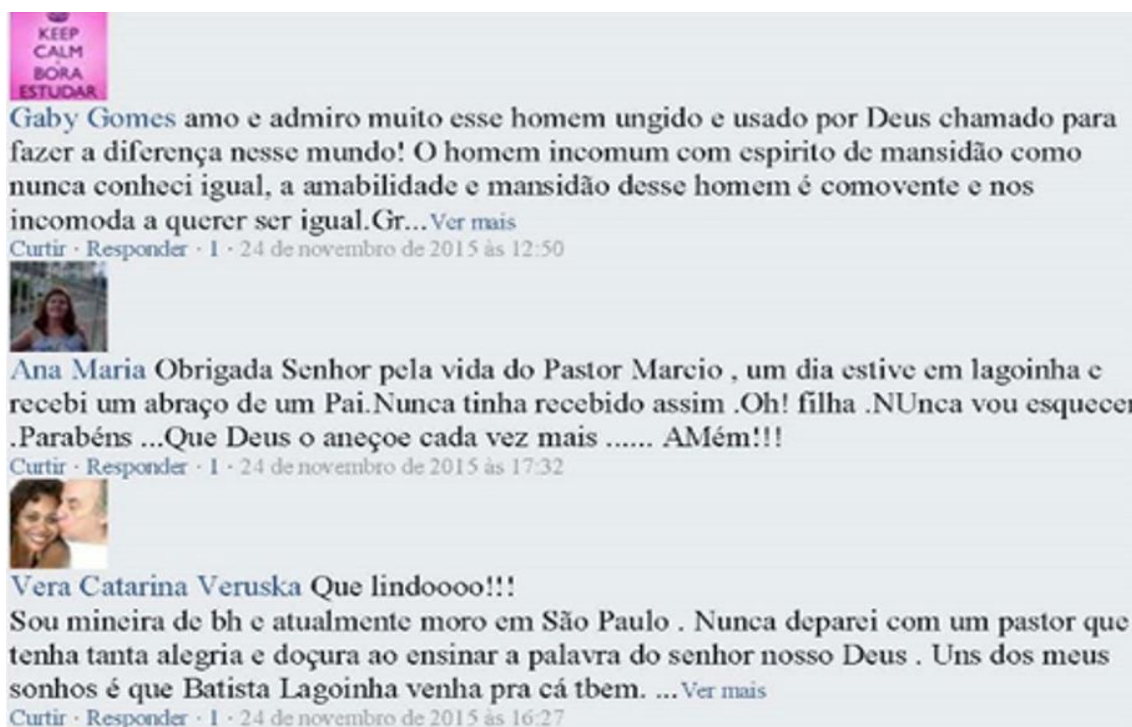 KEEP
CALM
BORA
ESTUDAR
Gaby Gomes amo e admiro muito esse homem ungido e usado por Deus chamado para
fazer a diferença nesse mundo! O homem incomum com espirito de mansidão como
nunca conheci igual, a amabilidade e mansidão desse homem é comovente e nos
incomoda a querer ser igual.Gr... Ver mais
Curtir · Responder · 1 · 24 de novembro de 2015 às 12:50
Ana Maria Obrigada Senhor pela vida do Pastor Marcio , um dia estive em lagoinha e
recebi um abraço de um Pai.Nunca tinha recebido assim .Oh! filha .NUnca vou esquecer
.Parabéns ...Que Deus o aneçoe cada vez mais ...... AMém!!!
Curtir · Responder · 1 · 24 de novembro de 2015 às 17:32
Vera Catarina Veruska Que lindoooo!!!
Sou mineira de bh e atualmente moro em São Paulo . Nunca deparei com um pastor que
tenha tanta alegria e doçura ao ensinar a palavra do senhor nosso Deus . Uns dos meus
sonhos é que Batista Lagoinha venha pra cá tbem. ... Ver mais
Curtir · Responder · 1 · 24 de novembro de 2015 às 16:27